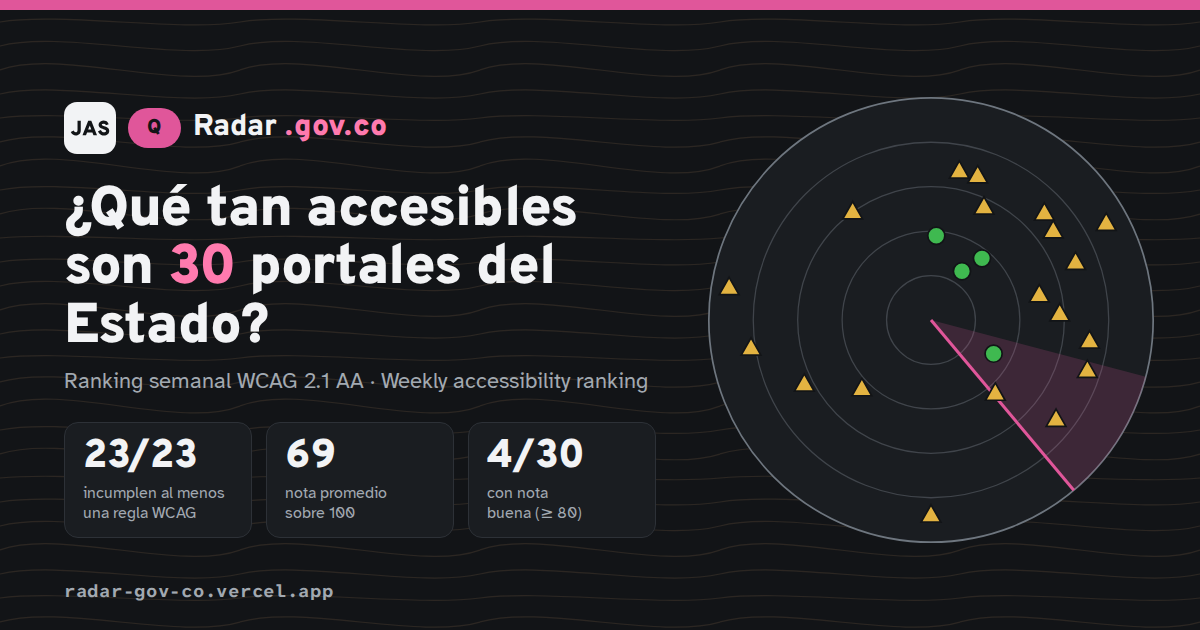 JAS Q Radar .gov.co
¿Qué tan accesibles
son 30 portales del
Estado?
Ranking semanal WCAG 2.1 AA · Weekly accessibility ranking
23/23
incumplen al menos
una regla WCAG
69
nota promedio
sobre 100
4/30
con nota
buena (≥ 80)
radar-gov-co.vercel.app